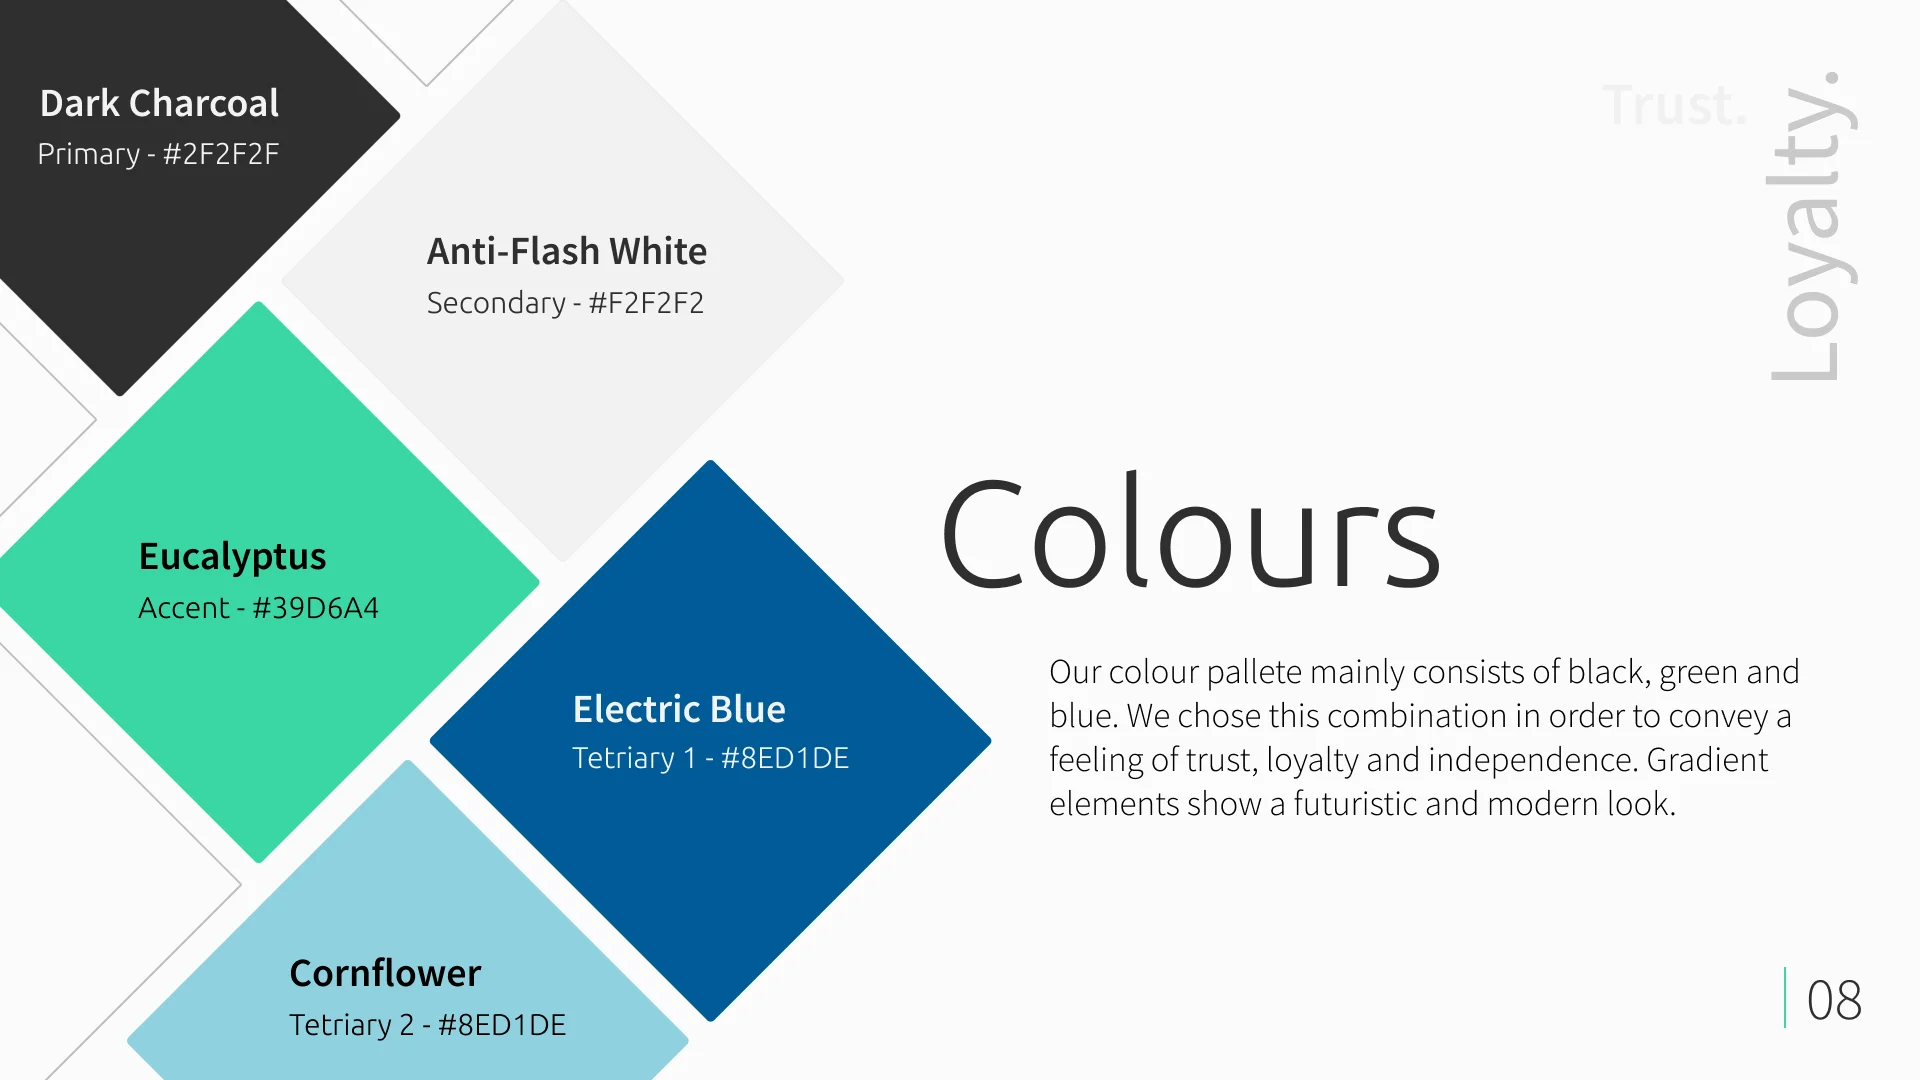 Dark Charcoal
Primary - #2F2F2F
Anti-Flash White
Secondary - #F2F2F2
Eucalyptus
Accent - #39D6A4
Electric Blue
Tetriary 1 - #8ED1DE
Cornflower
Tetriary 2 - #8ED1DE
Trust.
Loyalty.
Colours
Our colour pallete mainly consists of black, green and
blue. We chose this combination in order to convey a
feeling of trust, loyalty and independence. Gradient
elements show a futuristic and modern look.
08